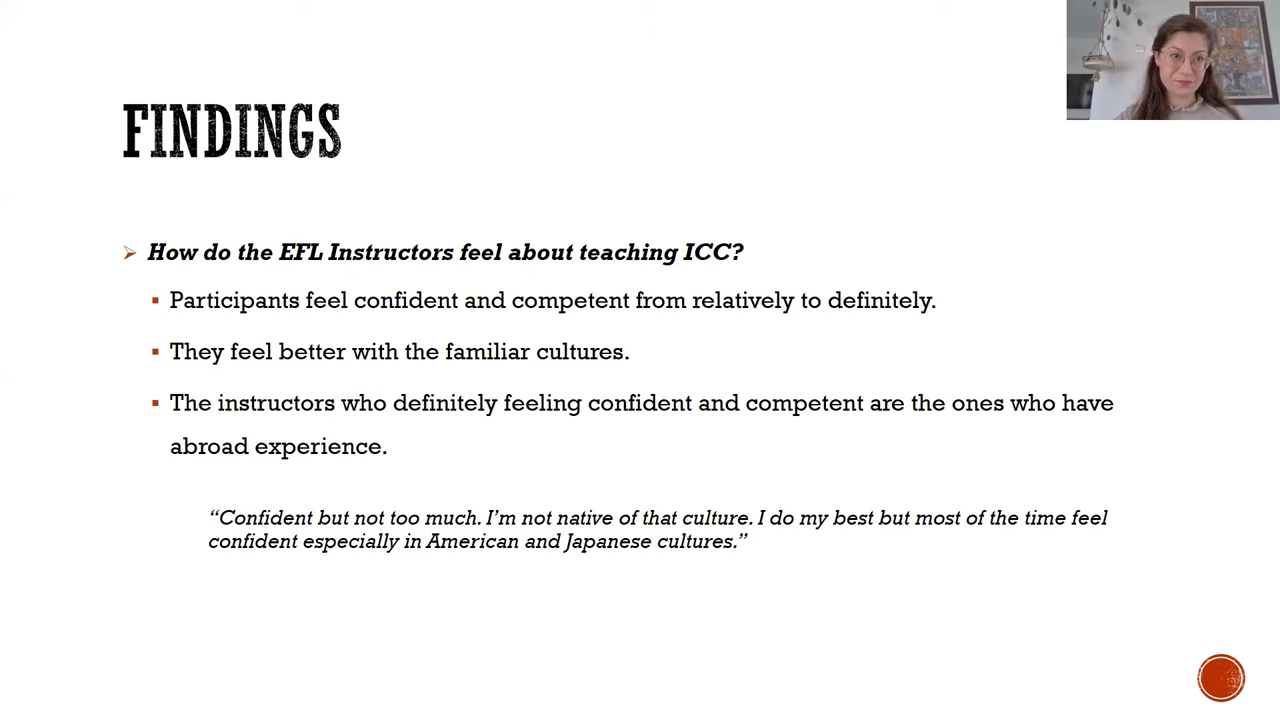 FINDINGS
How do the EFL Instructors feel about teaching ICC?
Participants feel confident and competent from relatively to definitely.
They feel better with the familiar cultures.
The instructors who definitely feeling confident and competent are the ones who have
abroad experience.
“Confident but not too much. I’m not native of that culture. I do my best but most of the time feel
confident especially in American and Japanese cultures.”